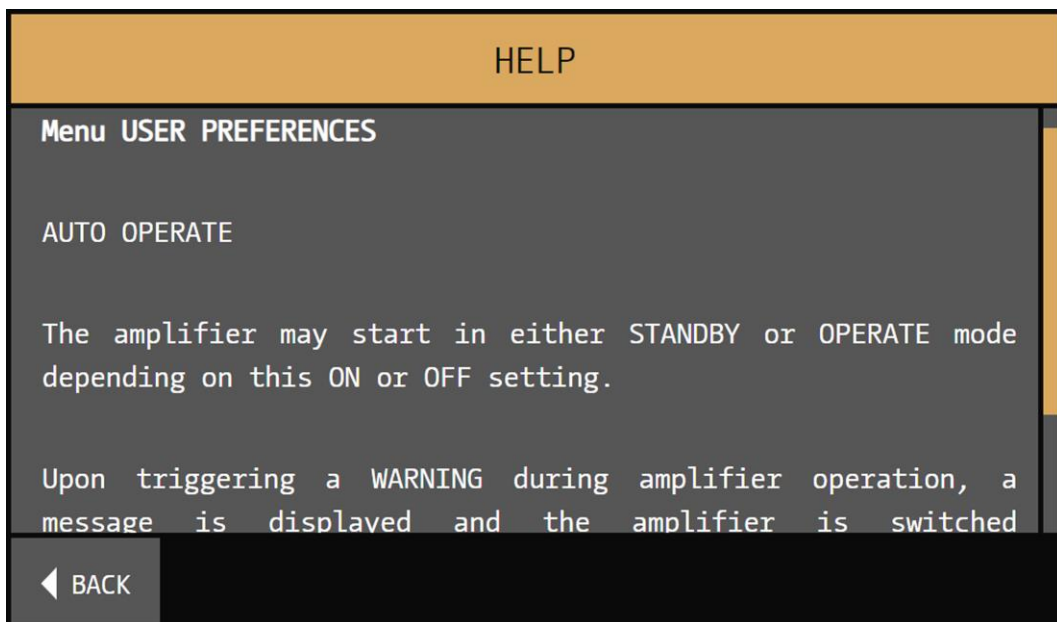 HELP
Menu USER PREFERENCES
AUTO OPERATE
The amplifier may start in either STANDBY or OPERATE mode
depending on this ON or OFF setting.
Upon triggering a WARNING during amplifier operation, a
message is displayed and the amplifier is switched
BACK